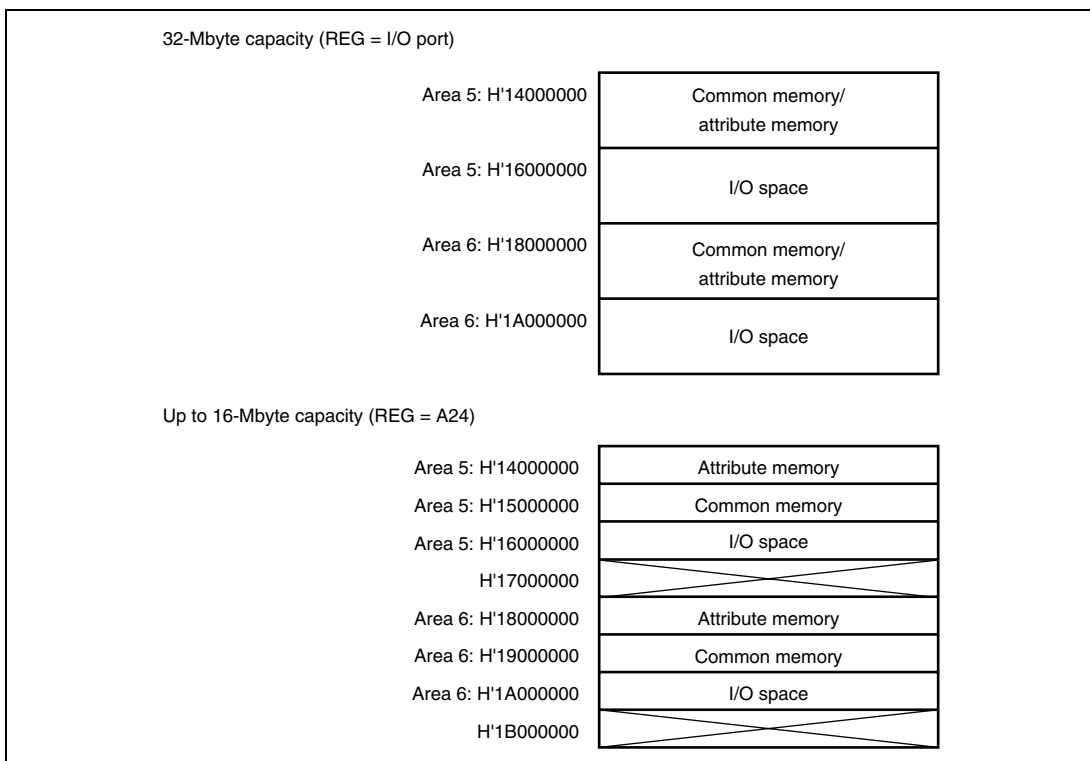 32-Mbyte capacity (REG = I/O port)
Area 5: H'14000000
Common memory/
attribute memory
Area 5: H'16000000
I/O space
Area 6: H'18000000
Common memory/
attribute memory
Area 6: H'1A000000
I/O space
Up to 16-Mbyte capacity (REG = A24)
Area 5: H'14000000 Attribute memory
Area 5: H'15000000 Common memory
Area 5: H'16000000 I/O space
H'17000000
Area 6: H'18000000 Attribute memory
Area 6: H'19000000 Common memory
Area 6: H'1A000000 I/O space
H'1B000000